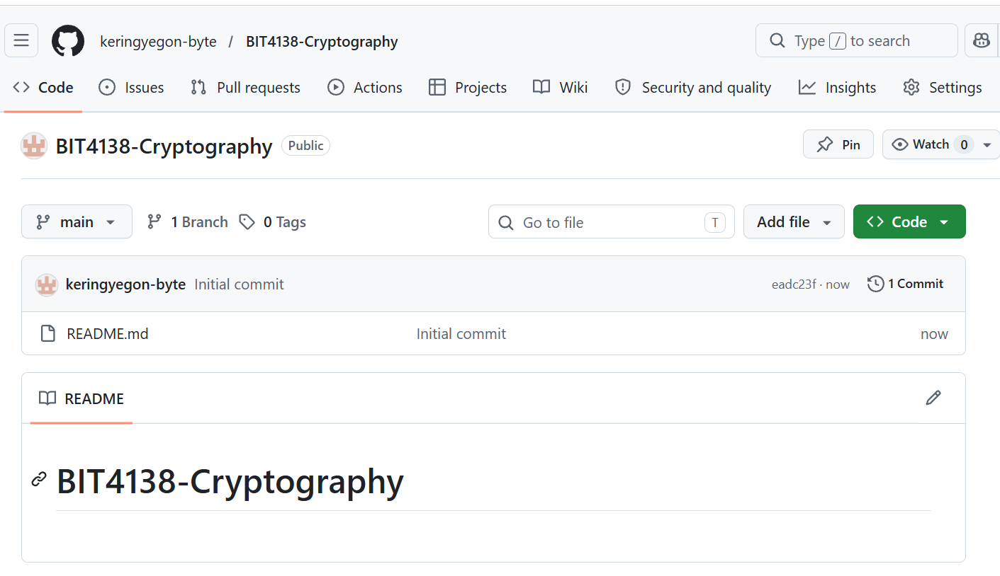 keringyegon-byte / BIT4138-Cryptography Type / to search
Code Issues Pull requests Actions Projects Wiki Security and quality Insights Settings
BIT4138-Cryptography Public Pin Watch 0
main 1 Branch 0 Tags Go to file T Add file Code
keringyegon-byte Initial commit eadc23f · now 1 Commit
README.md Initial commit now
README
BIT4138-Cryptography